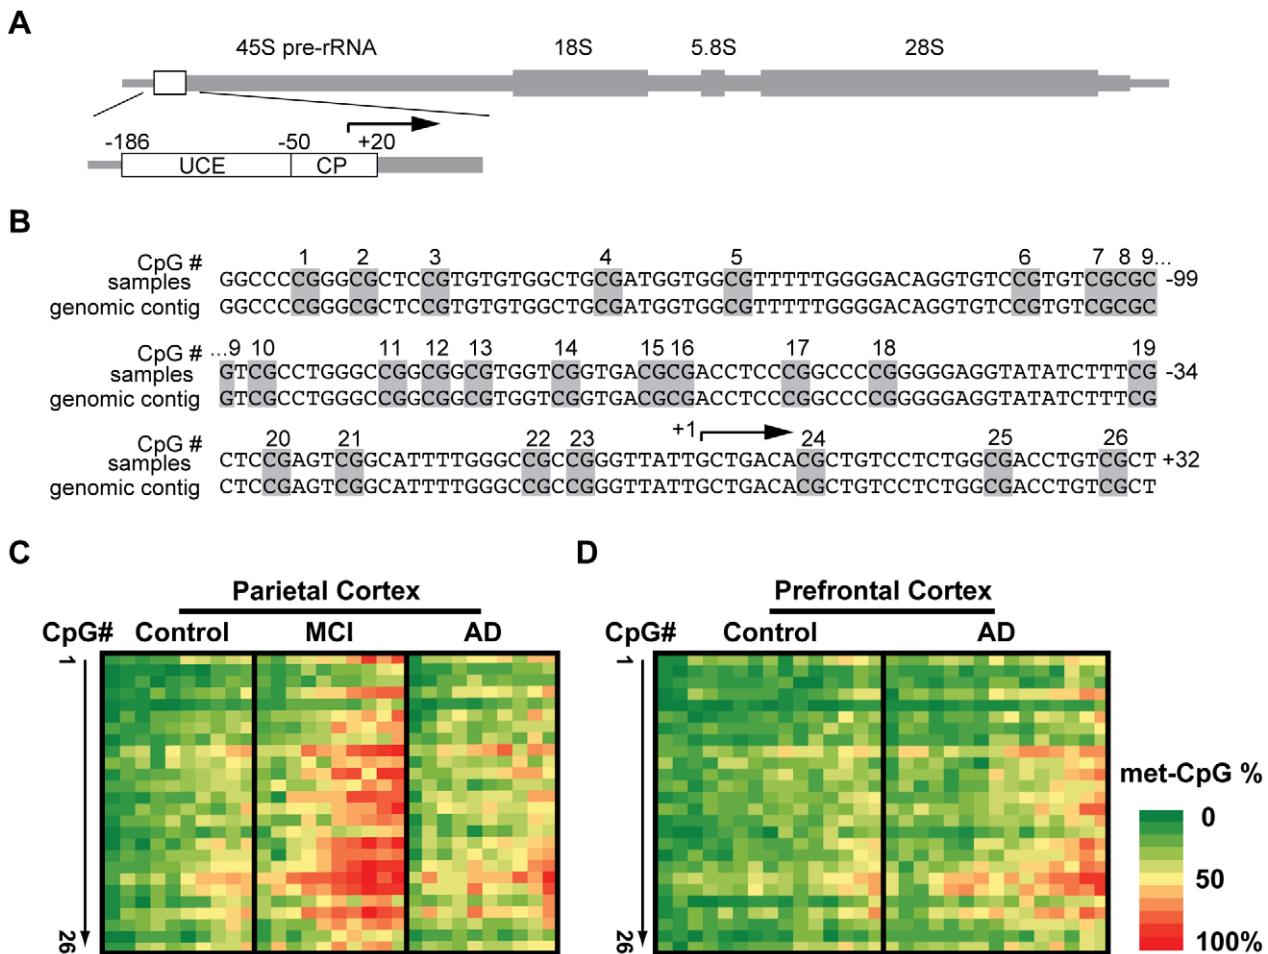 A
45S pre-rRNA 18S 5.8S 28S
-186 -50 +20
UCE CP
B
CpG # 1 2 3 4 5 6 7 8 9...
samples GGCCCCGGGCGCTCCGTGTGTGGCTGCGATGGTGGCGTTTTTGGGGACAGGTGTCCGTGTCGCGC -99
genomic contig GGCCCCGGGCGCTCCGTGTGTGGCTGCGATGGTGGCGTTTTTGGGGACAGGTGTCCGTGTCGCGC
CpG # ...9 10 11 12 13 14 15 16 17 18 19
samples GTCGCCTGGGCCGGCGGCGTGGTCGGTGACGCGACCTCCCGGCCCCGGGGGAGGTATATCTTTCG -34
genomic contig GTCGCCTGGGCCGGCGGCGTGGTCGGTGACGCGACCTCCCGGCCCCGGGGGAGGTATATCTTTCG
+1
CpG # 20 21 22 23 24 25 26
samples CTCCGAGTCGGCATTTTGGGCCGCCGGGTTATTGCTGACACGCTGTCCTCTGGCGACCTGTCGCT +32
genomic contig CTCCGAGTCGGCATTTTGGGCCGCCGGGTTATTGCTGACACGCTGTCCTCTGGCGACCTGTCGCT
C
Parietal Cortex
CpG# Control MCI AD
1
26
D
Prefrontal Cortex
CpG# Control AD
1
26
met-CpG %
0
50
100%